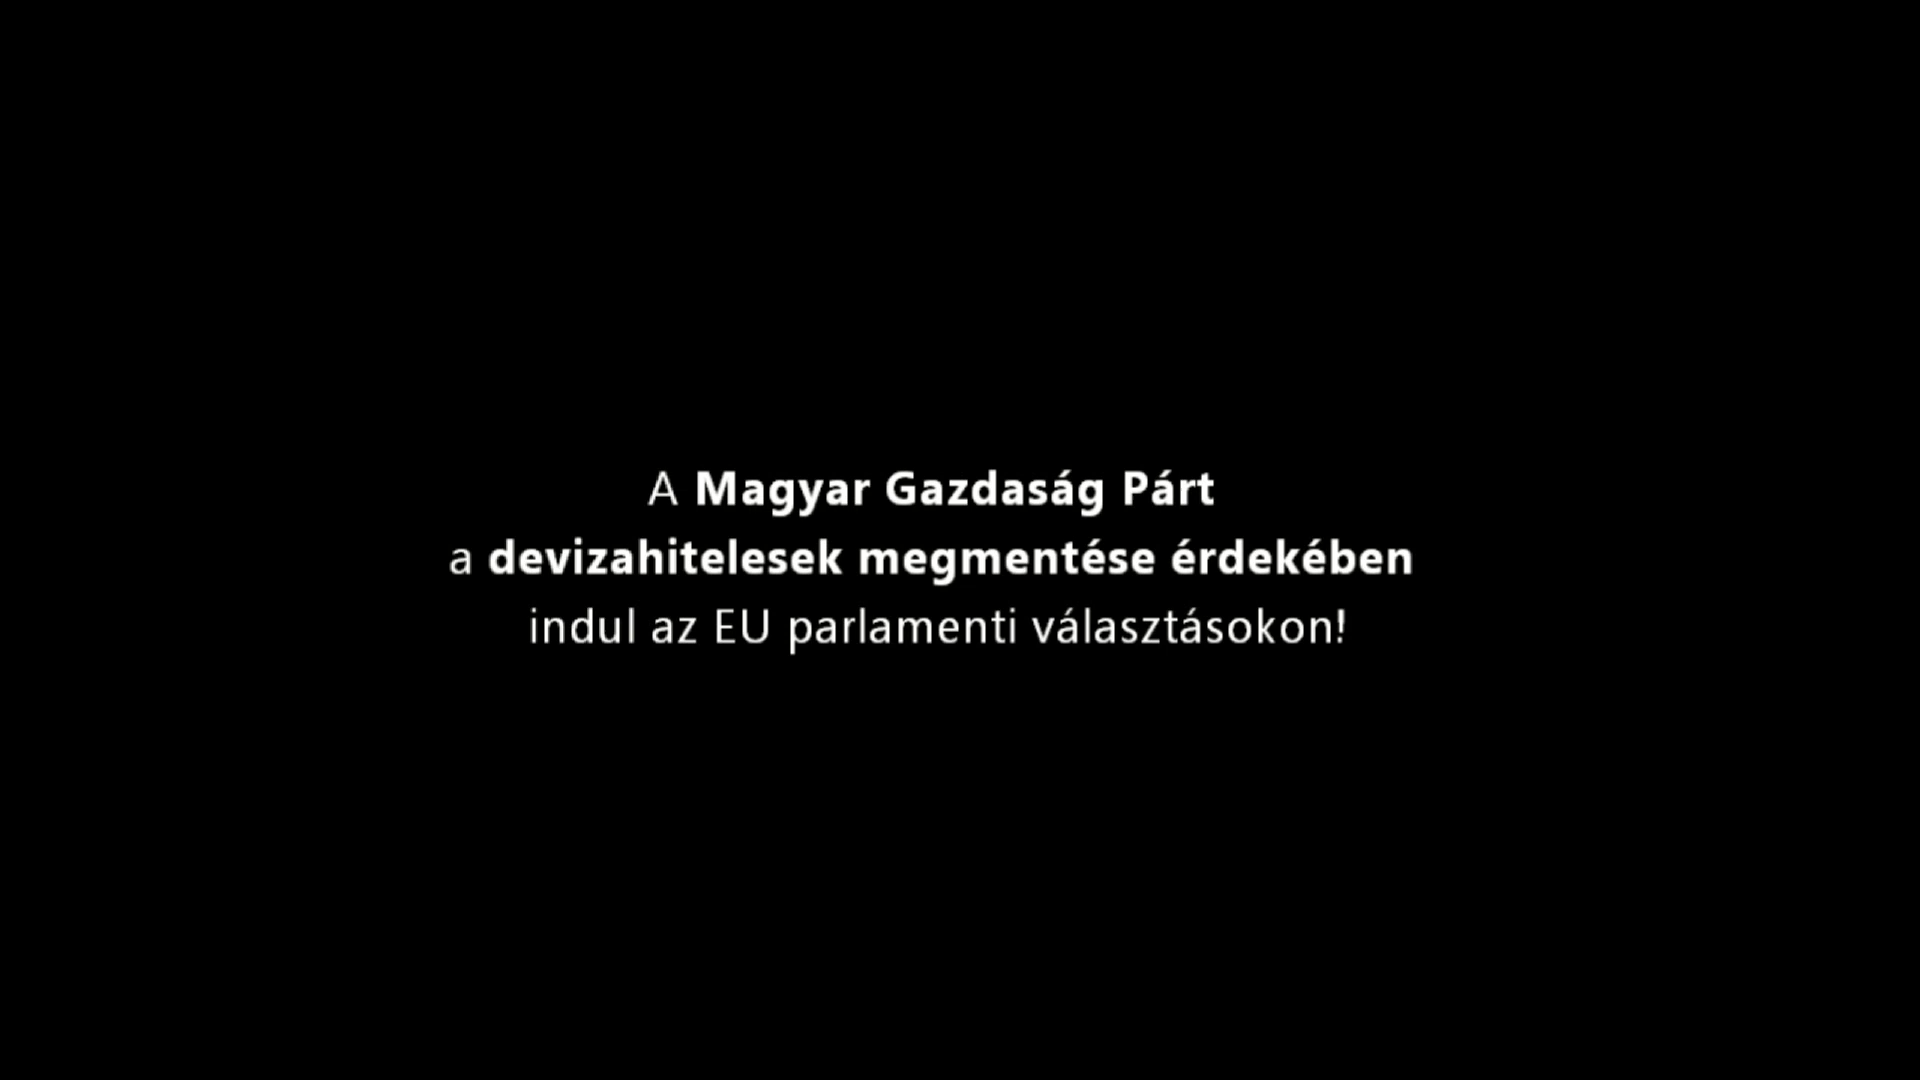 A Magyar Gazdaság Párt
a devizahitelesek megmentése érdekében
indul az EU parlamenti választásokon!